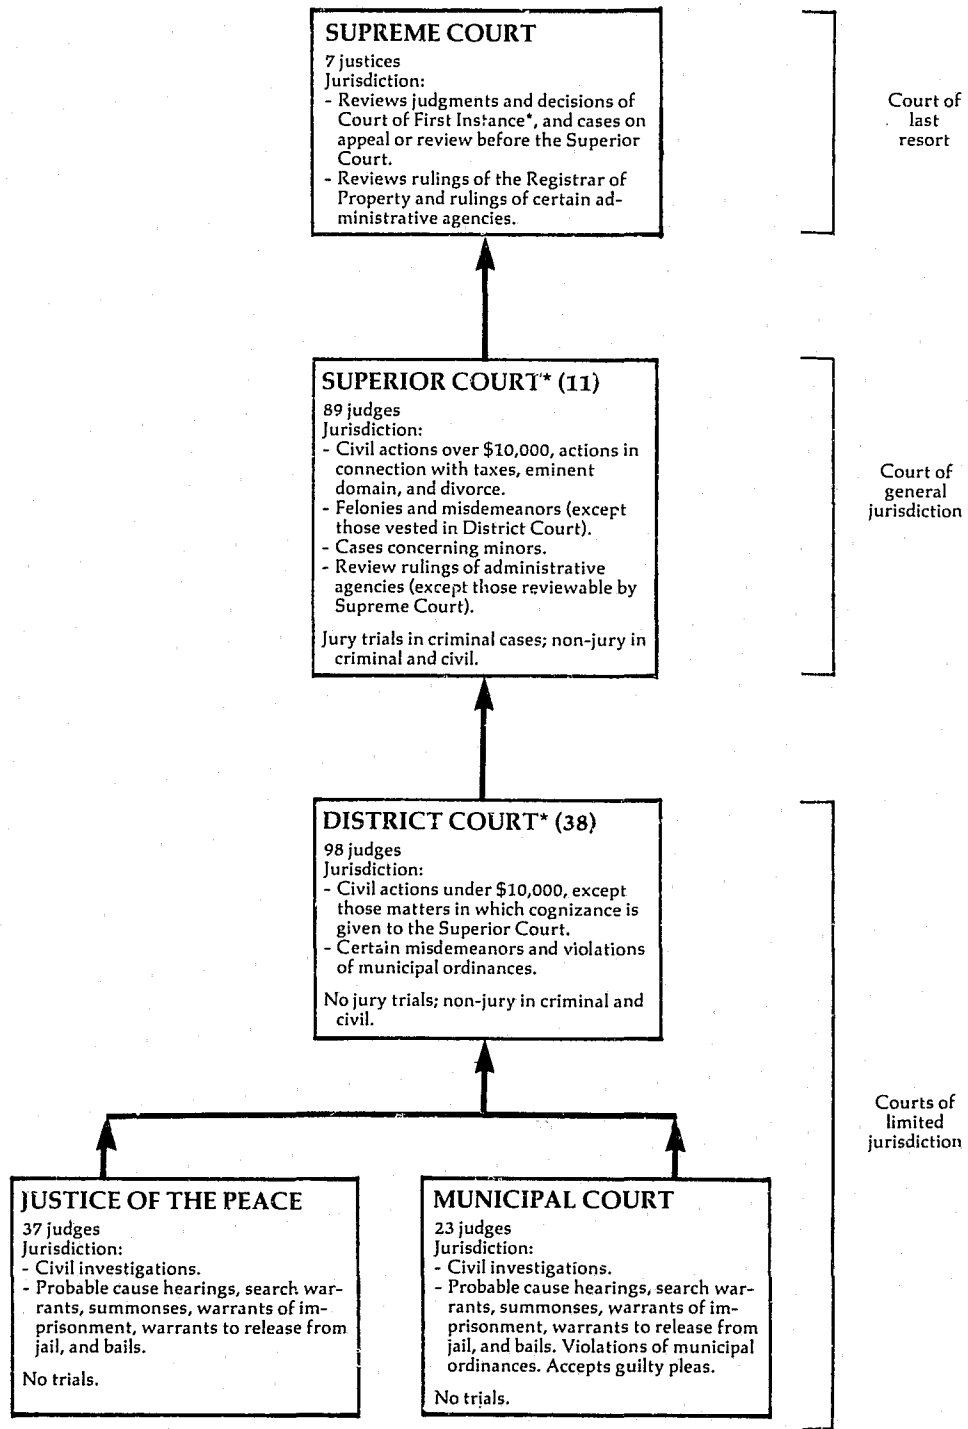 SUPREME COURT
7 justices
Jurisdiction:
- Reviews judgments and decisions of
Court of First Instance*, and cases on
appeal or review before the Superior
Court.
- Reviews rulings of the Registrar of
Property and rulings of certain ad-
ministrative agencies.
Court of
last
resort
SUPERIOR COURT* (11)
89 judges
Jurisdiction:
- Civil actions over $10,000, actions in
connection with taxes, eminent
domain, and divorce.
- Felonies and misdemeanors (except
those vested in District Court).
- Cases concerning minors.
- Review rulings of administrative
agencies (except those reviewable by
Supreme Court).
Jury trials in criminal cases; non-jury in
criminal and civil.
Court of
general
jurisdiction
DISTRICT COURT* (38)
98 judges
Jurisdiction:
- Civil actions under $10,000, except
those matters in which cognizance is
given to the Superior Court.
- Certain misdemeanors and violations
of municipal ordinances.
No jury trials; non-jury in criminal and
civil.
Courts of
limited
jurisdiction
JUSTICE OF THE PEACE
37 judges
Jurisdiction:
- Civil investigations.
- Probable cause hearings, search war-
rants, summonses, warrants of im-
prisonment, warrants to release from
jail, and bails.
No trials.
MUNICIPAL COURT
23 judges
Jurisdiction:
- Civil investigations.
- Probable cause hearings, search war-
rants, summonses, warrants of im-
prisonment, warrants to release from
jail, and bails. Violations of municipal
ordinances. Accepts guilty pleas.
No trials.